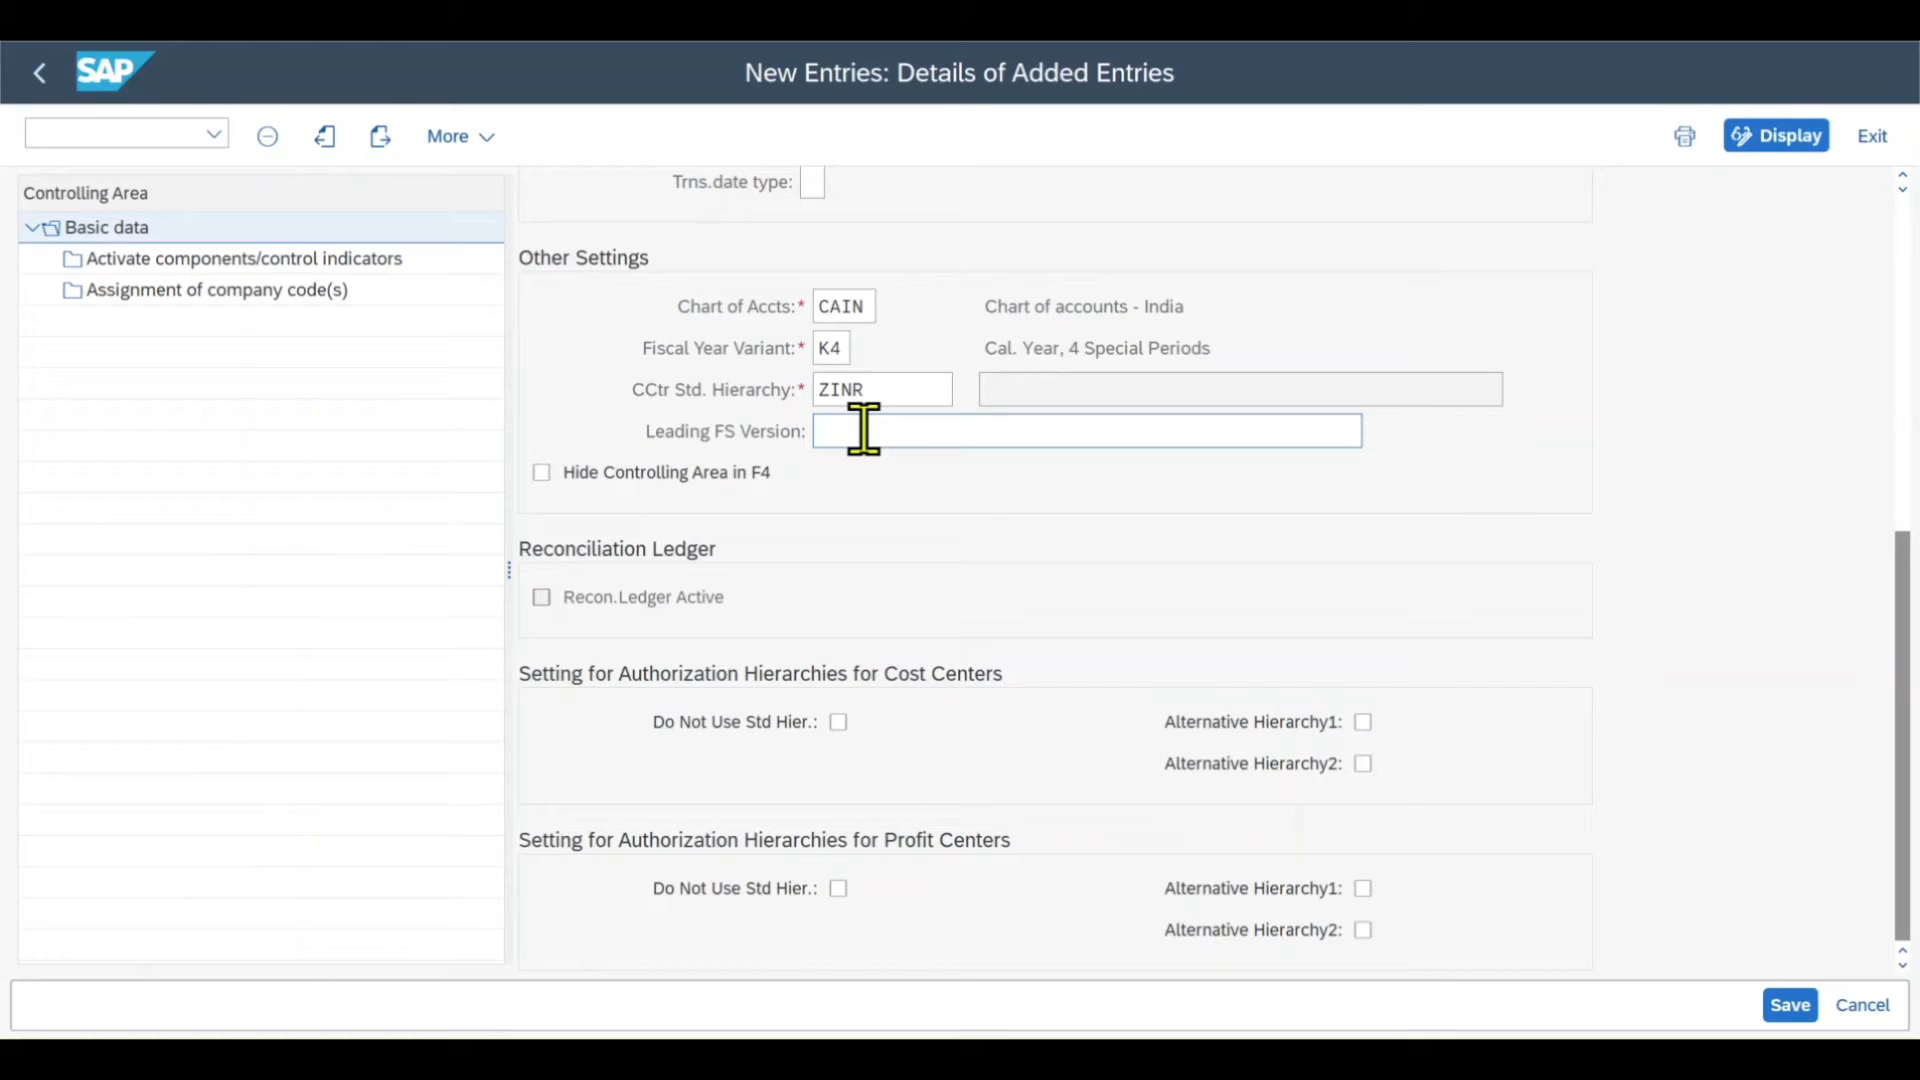 SAP
New Entries: Details of Added Entries
More
Display
Exit
Controlling Area
Basic data
Activate components/control indicators
Assignment of company code(s)
Trns.date type:
Other Settings
Chart of Accts:* CAIN Chart of accounts - India
Fiscal Year Variant:* K4 Cal. Year, 4 Special Periods
CCtr Std. Hierarchy:* ZINR
Leading FS Version:
Hide Controlling Area in F4
Reconciliation Ledger
Recon.Ledger Active
Setting for Authorization Hierarchies for Cost Centers
Do Not Use Std Hier.: Alternative Hierarchy1:
Alternative Hierarchy2:
Setting for Authorization Hierarchies for Profit Centers
Do Not Use Std Hier.: Alternative Hierarchy1:
Alternative Hierarchy2:
Save Cancel